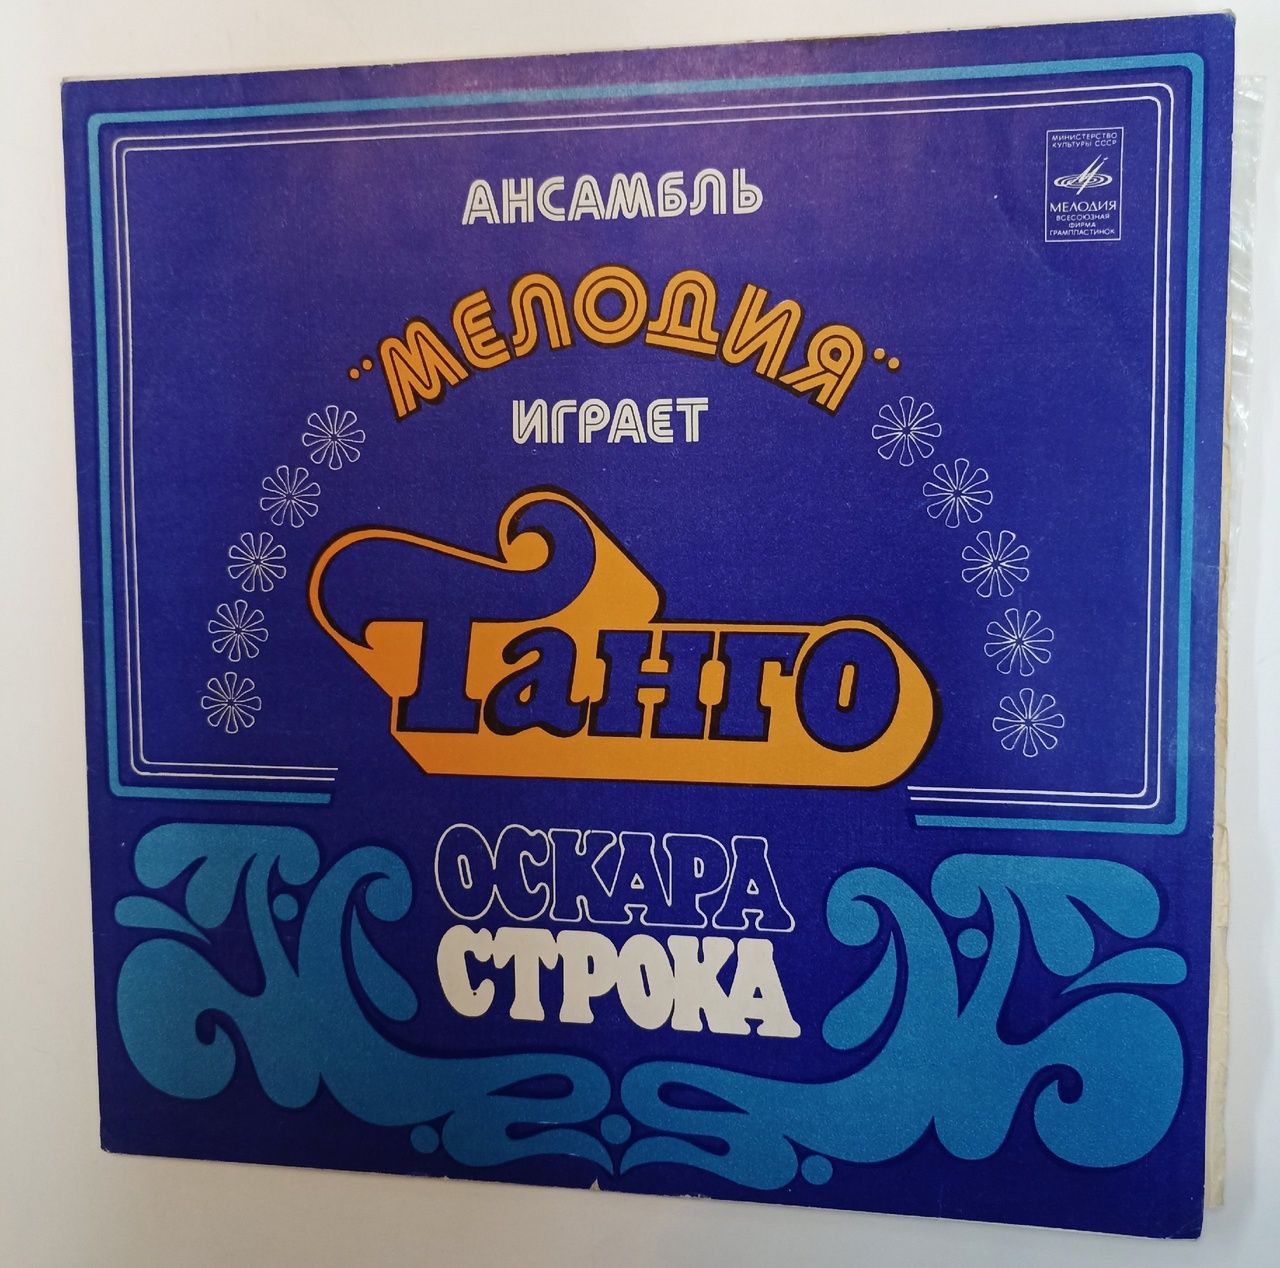 МИНИСТЕРСТВО
КУЛЬТУРЫ СССР
МЕЛОДИЯ
ВСЕСОЮЗНАЯ
ФИРМА
ГРАМПЛАСТИНОК
АНСАМБЛЬ
"МЕЛОДИЯ"
ИГРАЕТ
Танго
ОСКАРА
СТРОКА